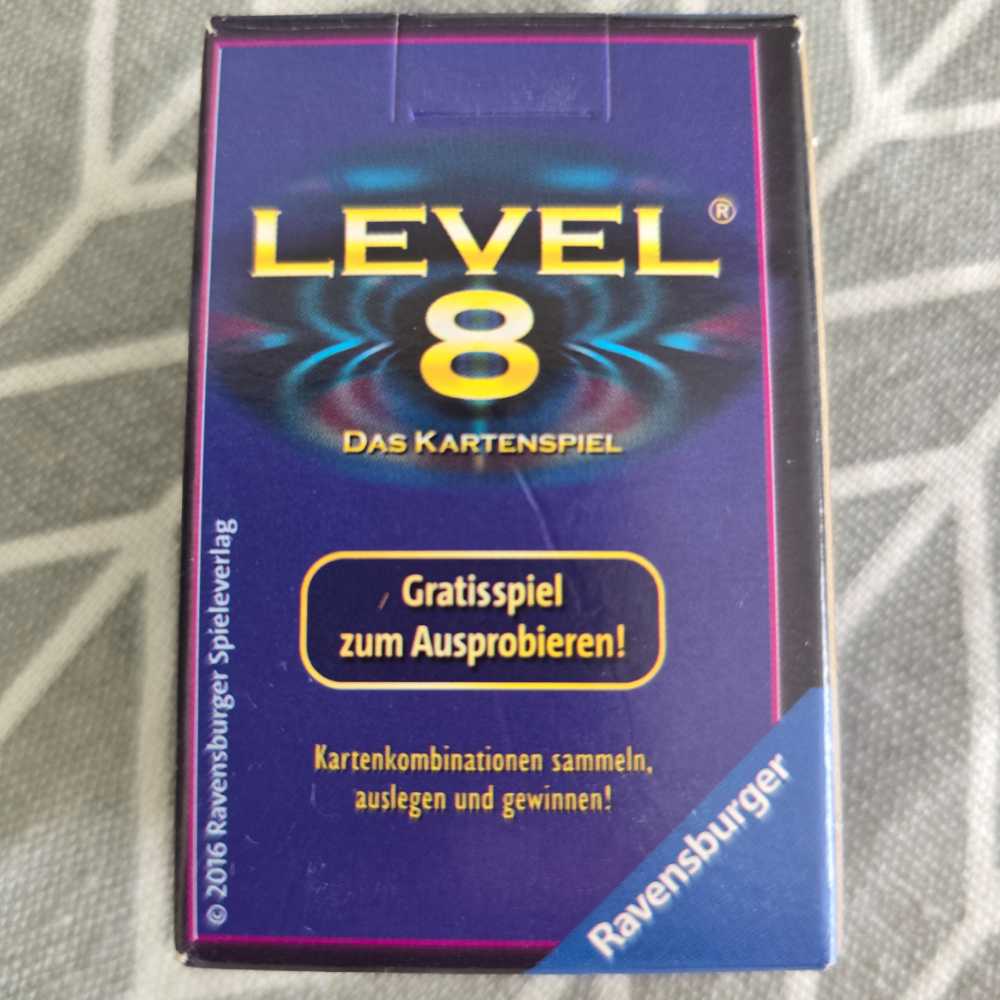 LEVEL ®
8
DAS KARTENSPIEL
Gratisspiel
zum Ausprobieren!
Kartenkombinationen sammeln,
auslegen und gewinnen!
© 2016 Ravensburger Spieleverlag
Ravensburger